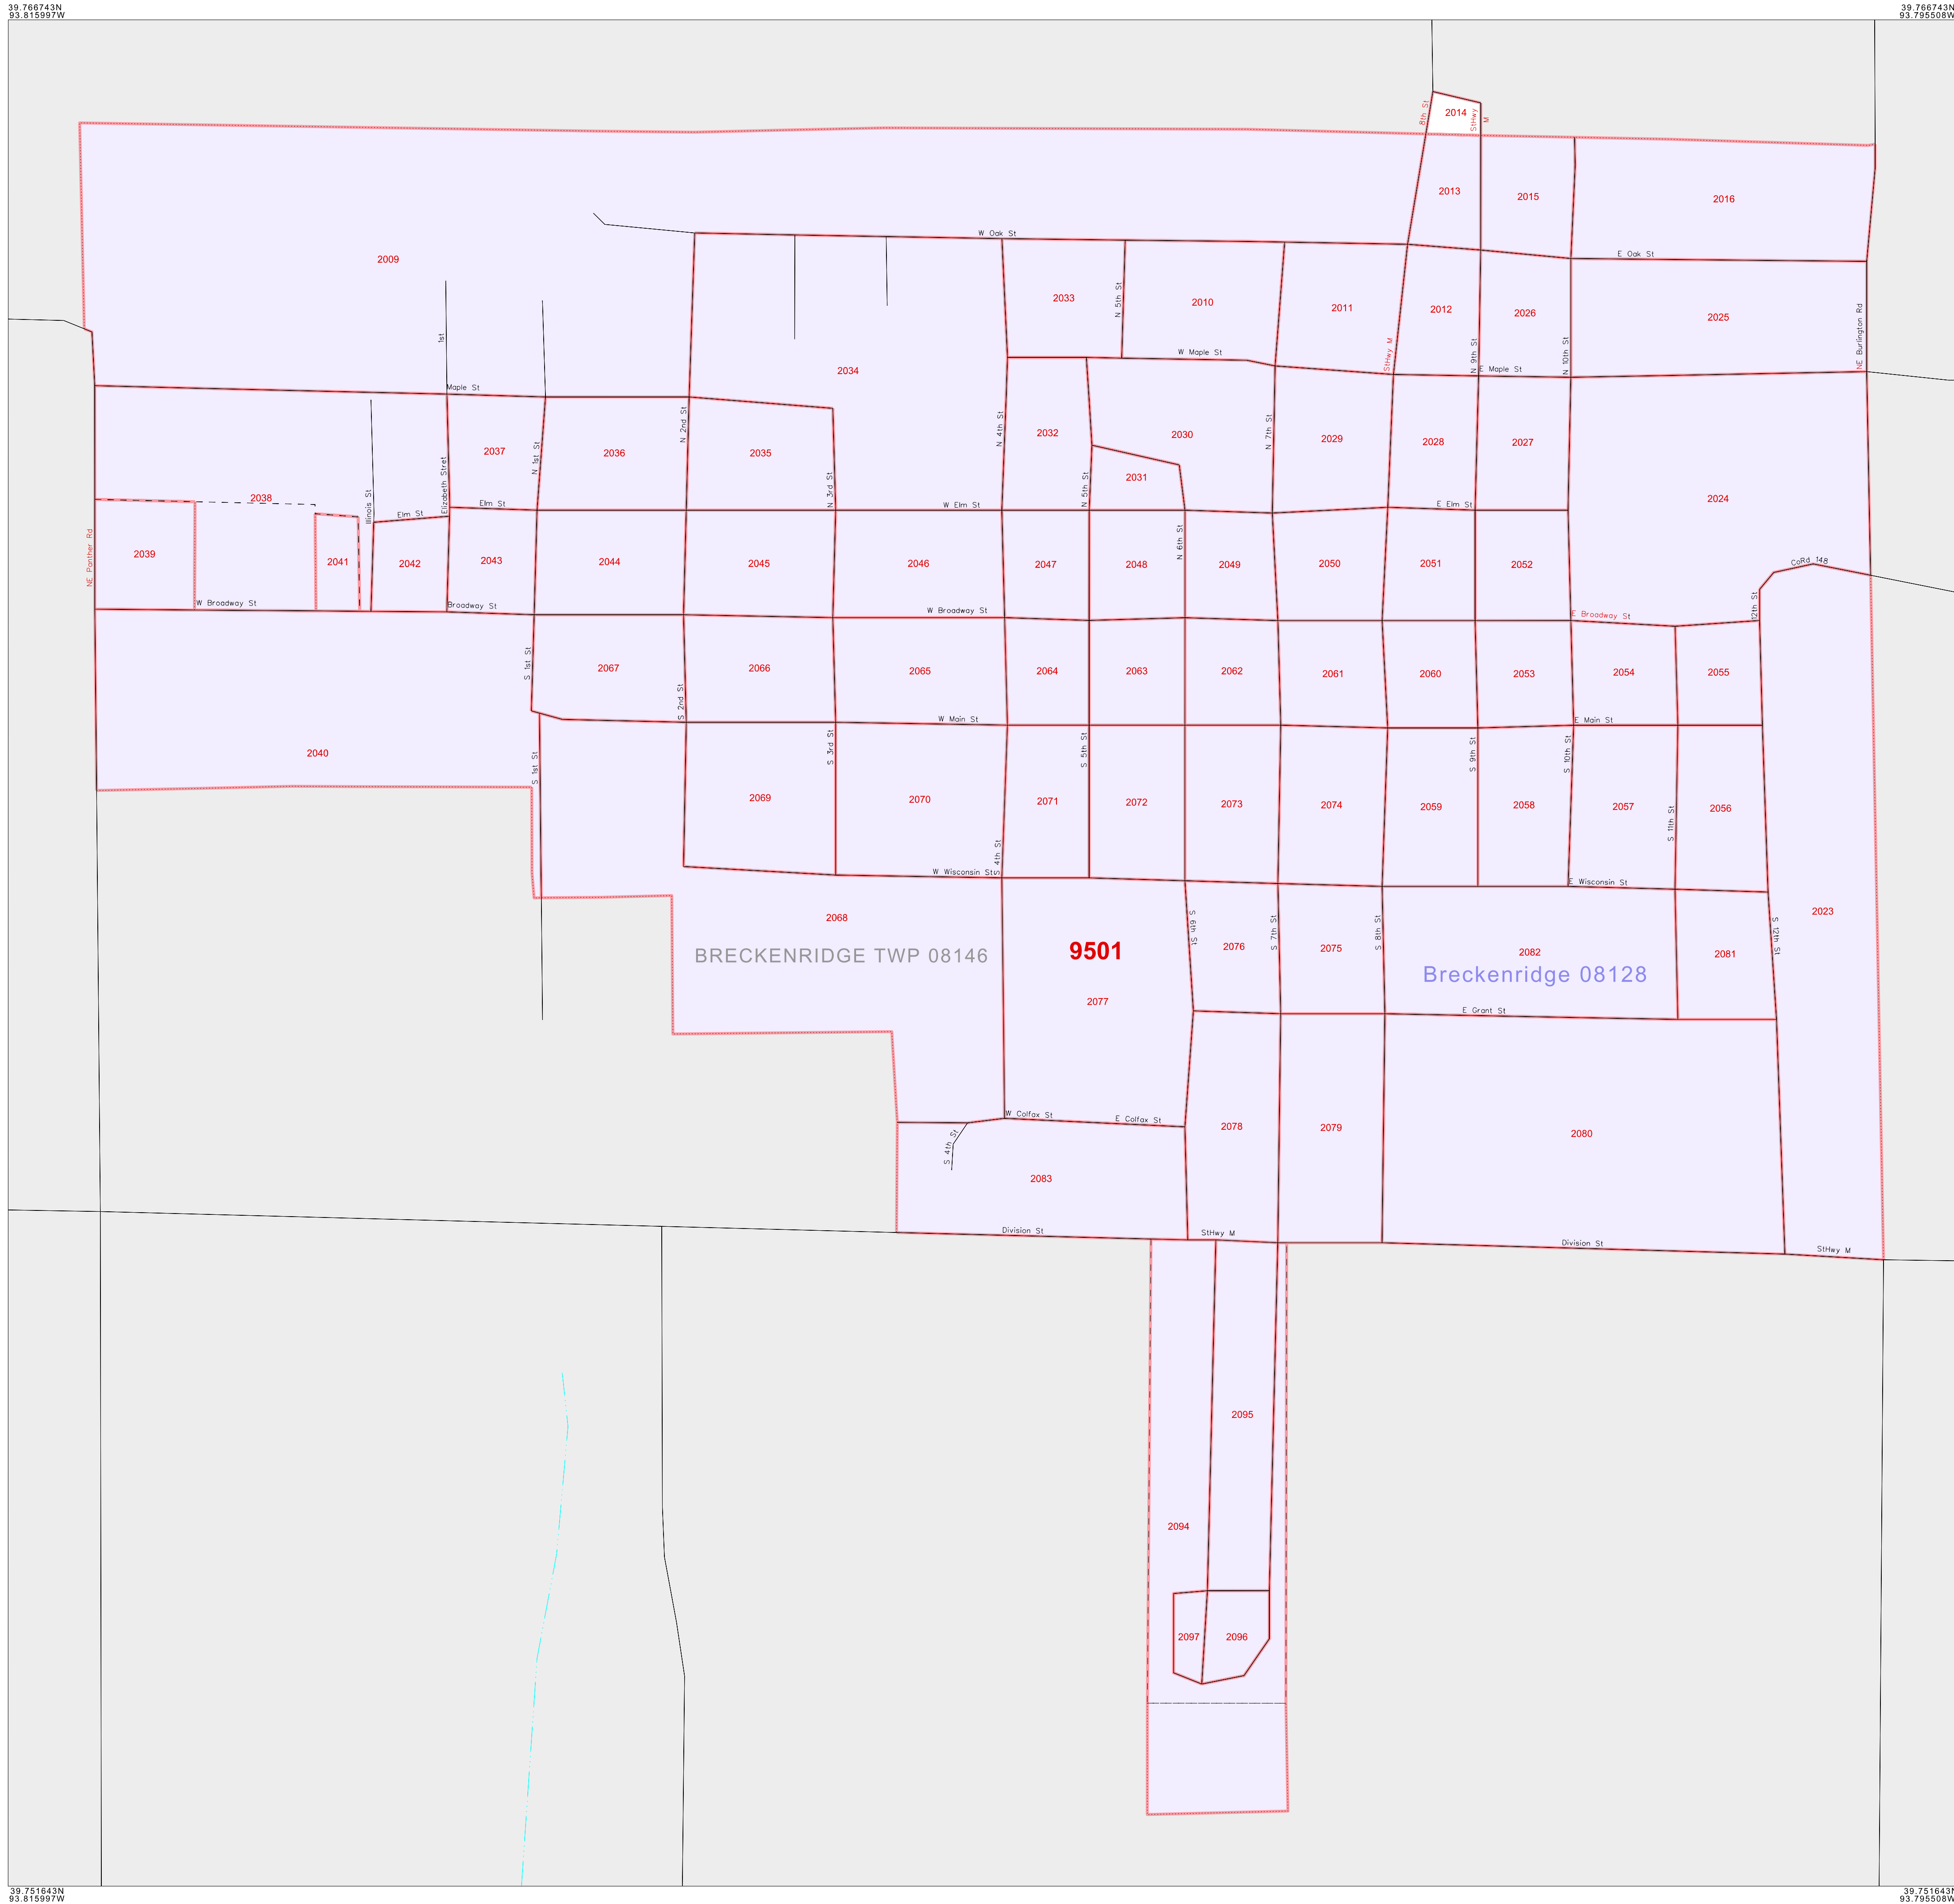 39.766743N
93.815997W
39.766743N
93.795508W
8th St
2014
StHwy
M
2013
2015
2016
W Oak St
E Oak St
2009
2033
N 5th St
2010
2011
2012
2026
2025
1st
StHwy M
N 9th St
N 10th St
NE Burlington Rd
W Maple St
E Maple St
2034
Maple St
N 2nd St
N 4th St
N 7th St
2032
2030
2029
2028
2027
2037
N 1st St
2036
2035
2031
N 3rd St
N 5th St
2038
Illinois St
Elizabeth Stret
Elm St
Elm St
W Elm St
E Elm St
2024
NE Panther Rd
2039
2041
2042
2043
2044
2045
2046
2047
2048
N 6th St
2049
2050
2051
2052
CoRd 148
12th St
W Broadway St
Broadway St
W Broadway St
E Broadway St
S 1st St
2067
S 2nd St
2066
2065
2064
2063
2062
2061
2060
2053
2054
2055
W Main St
E Main St
2040
S 1st St
S 3rd St
S 5th St
S 9th St
S 10th St
2069
2070
2071
2072
2073
2074
2059
2058
2057
S 11th St
2056
S 4th St
W Wisconsin St
E Wisconsin St
2068
S 6th St
S 7th St
S 8th St
S 12th St
2023
BRECKENRIDGE TWP 08146
9501
2076
2075
2082
2081
Breckenridge 08128
2077
E Grant St
W Colfax St
E Colfax St
S 4th St
2078
2079
2080
2083
Division St
StHwy M
Division St
StHwy M
2095
2094
2097
2096
39.751643N
93.815997W
39.751643N
93.795508W